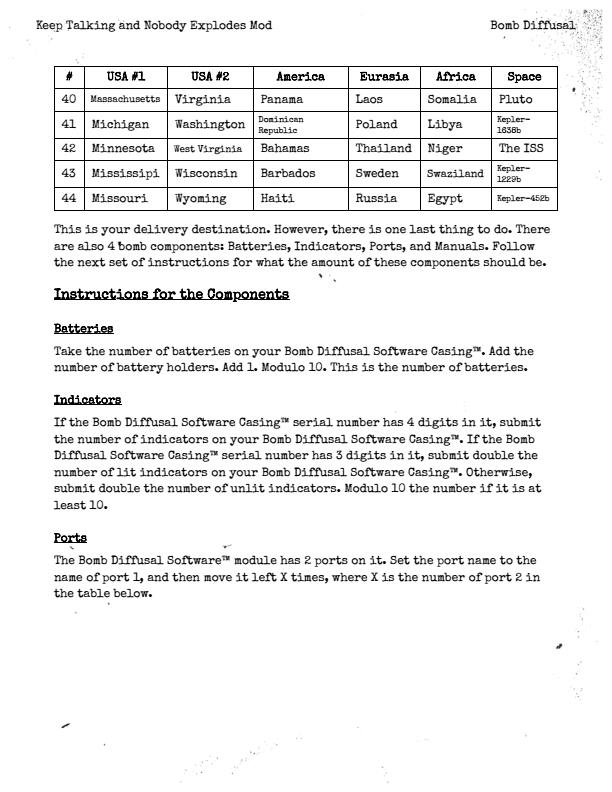 Keep Talking and Nobody Explodes Mod Bomb Diffusal
# USA #1 USA #2 America Eurasia Africa Space
40 Massachusetts Virginia Panama Laos Somalia Pluto
41 Michigan Washington Dominican Republic Poland Libya Kepler-1638b
42 Minnesota West Virginia Bahamas Thailand Niger The ISS
43 Mississipi Wisconsin Barbados Sweden Swaziland Kepler-1229b
44 Missouri Wyoming Haiti Russia Egypt Kepler-452b
This is your delivery destination. However, there is one last thing to do. There
are also 4 bomb components: Batteries, Indicators, Ports, and Manuals. Follow
the next set of instructions for what the amount of these components should be.
Instructions for the Components
Batteries
Take the number of batteries on your Bomb Diffusal Software Casing™. Add the
number of battery holders. Add 1. Modulo 10. This is the number of batteries.
Indicators
If the Bomb Diffusal Software Casing™ serial number has 4 digits in it, submit
the number of indicators on your Bomb Diffusal Software Casing™. If the Bomb
Diffusal Software Casing™ serial number has 3 digits in it, submit double the
number of lit indicators on your Bomb Diffusal Software Casing™. Otherwise,
submit double the number of unlit indicators. Modulo 10 the number if it is at
least 10.
Ports
The Bomb Diffusal Software™ module has 2 ports on it. Set the port name to the
name of port 1, and then move it left X times, where X is the number of port 2 in
the table below.